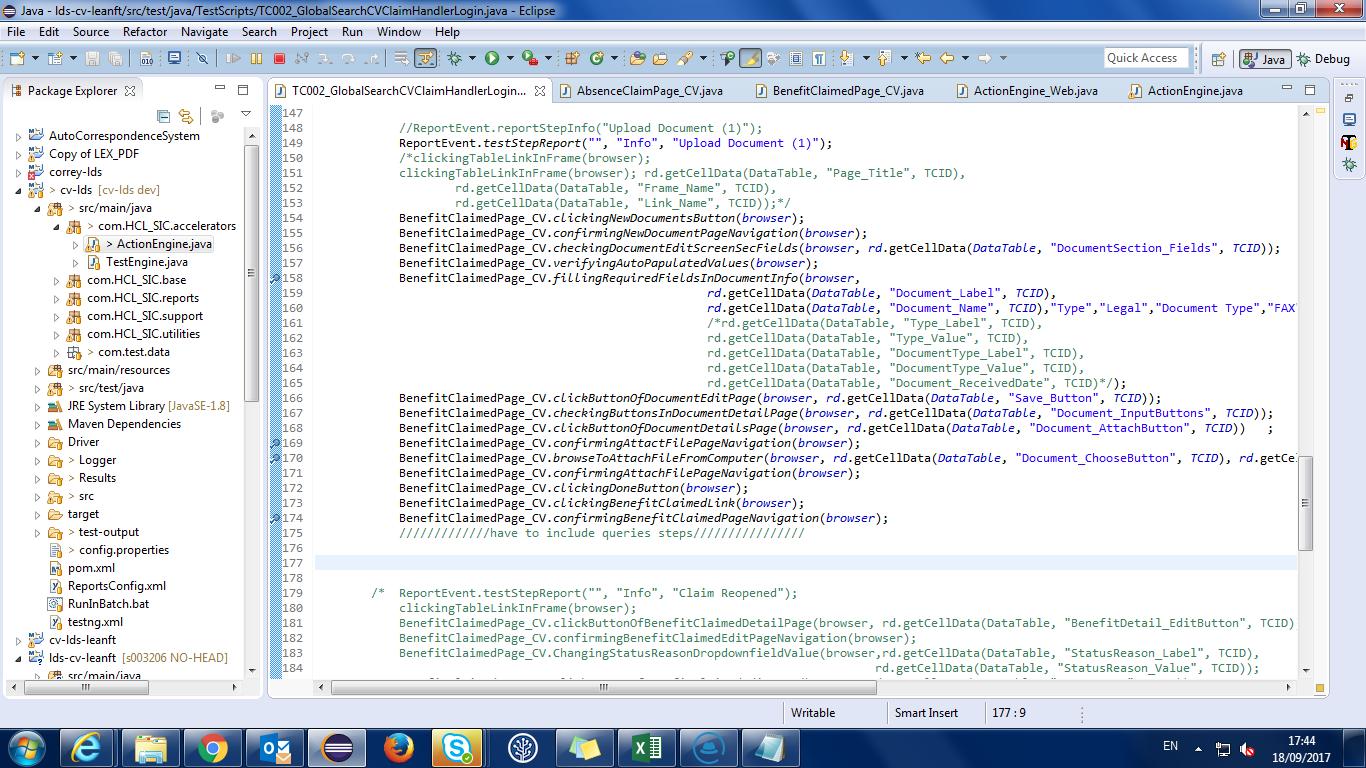 Java - lds-cv-leanft/src/test/java/TestScripts/TC002_GlobalSearchCVClaimHandlerLogin.java - Eclipse
File Edit Source Refactor Navigate Search Project Run Window Help
Quick Access
Java
Debug
Package Explorer
TC002_GlobalSearchCVClaimHandlerLogin...
AbsenceClaimPage_CV.java
BenefitClaimedPage_CV.java
ActionEngine_Web.java
ActionEngine.java
AutoCorrespondenceSystem
Copy of LEX_PDF
correy-lds
> cv-lds [cv-lds dev]
> src/main/java
> com.HCL_SIC.accelerators
> ActionEngine.java
TestEngine.java
com.HCL_SIC.base
com.HCL_SIC.reports
com.HCL_SIC.support
com.HCL_SIC.utilities
> com.test.data
src/main/resources
> src/test/java
JRE System Library [JavaSE-1.8]
Maven Dependencies
Driver
> Logger
> Results
> src
target
> test-output
> config.properties
pom.xml
ReportsConfig.xml
RunInBatch.bat
testng.xml
cv-lds-leanft
lds-cv-leanft [s003206 NO-HEAD]
src/main/java
147
148 //ReportEvent.reportStepInfo("Upload Document (1)");
149 ReportEvent.testStepReport("", "Info", "Upload Document (1)");
150 /*clickingTableLinkInFrame(browser);
151 clickingTableLinkInFrame(browser); rd.getCellData(DataTable, "Page_Title", TCID),
152 rd.getCellData(DataTable, "Frame_Name", TCID),
153 rd.getCellData(DataTable, "Link_Name", TCID));*/
154 BenefitClaimedPage_CV.clickingNewDocumentsButton(browser);
155 BenefitClaimedPage_CV.confirmingNewDocumentPageNavigation(browser);
156 BenefitClaimedPage_CV.checkingDocumentEditScreenSecFields(browser, rd.getCellData(DataTable, "DocumentSection_Fields", TCID));
157 BenefitClaimedPage_CV.verifyingAutoPapulatedValues(browser);
158 BenefitClaimedPage_CV.fillingRequiredFieldsInDocumentInfo(browser,
159 rd.getCellData(DataTable, "Document_Label", TCID),
160 rd.getCellData(DataTable, "Document_Name", TCID),"Type","Legal","Document Type","FAX
161 /*rd.getCellData(DataTable, "Type_Label", TCID),
162 rd.getCellData(DataTable, "Type_Value", TCID),
163 rd.getCellData(DataTable, "DocumentType_Label", TCID),
164 rd.getCellData(DataTable, "DocumentType_Value", TCID),
165 rd.getCellData(DataTable, "Document_ReceivedDate", TCID)*/);
166 BenefitClaimedPage_CV.clickButtonOfDocumentEditPage(browser, rd.getCellData(DataTable, "Save_Button", TCID));
167 BenefitClaimedPage_CV.checkingButtonsInDocumentDetailPage(browser, rd.getCellData(DataTable, "Document_InputButtons", TCID));
168 BenefitClaimedPage_CV.clickButtonOfDocumentDetailsPage(browser, rd.getCellData(DataTable, "Document_AttachButton", TCID)) ;
169 BenefitClaimedPage_CV.confirmingAttactFilePageNavigation(browser);
170 BenefitClaimedPage_CV.browseToAttachFileFromComputer(browser, rd.getCellData(DataTable, "Document_ChooseButton", TCID), rd.getCel
171 BenefitClaimedPage_CV.confirmingAttachFilePageNavigation(browser);
172 BenefitClaimedPage_CV.clickingDoneButton(browser);
173 BenefitClaimedPage_CV.clickingBenefitClaimedLink(browser);
174 BenefitClaimedPage_CV.confirmingBenefitClaimedPageNavigation(browser);
175 /////////////have to include queries steps////////////////
176
177
178
179 /* ReportEvent.testStepReport("", "Info", "Claim Reopened");
180 clickingTableLinkInFrame(browser);
181 BenefitClaimedPage_CV.clickButtonOfBenefitClaimedDetailPage(browser, rd.getCellData(DataTable, "BenefitDetail_EditButton", TCID)
182 BenefitClaimedPage_CV.confirmingBenefitClaimedEditPageNavigation(browser);
183 BenefitClaimedPage_CV.ChangingStatusReasonDropdownfieldValue(browser,rd.getCellData(DataTable, "StatusReason_Label", TCID),
184 rd.getCellData(DataTable, "StatusReason_Value", TCID));
Writable
Smart Insert
177 : 9
EN
17:44
18/09/2017